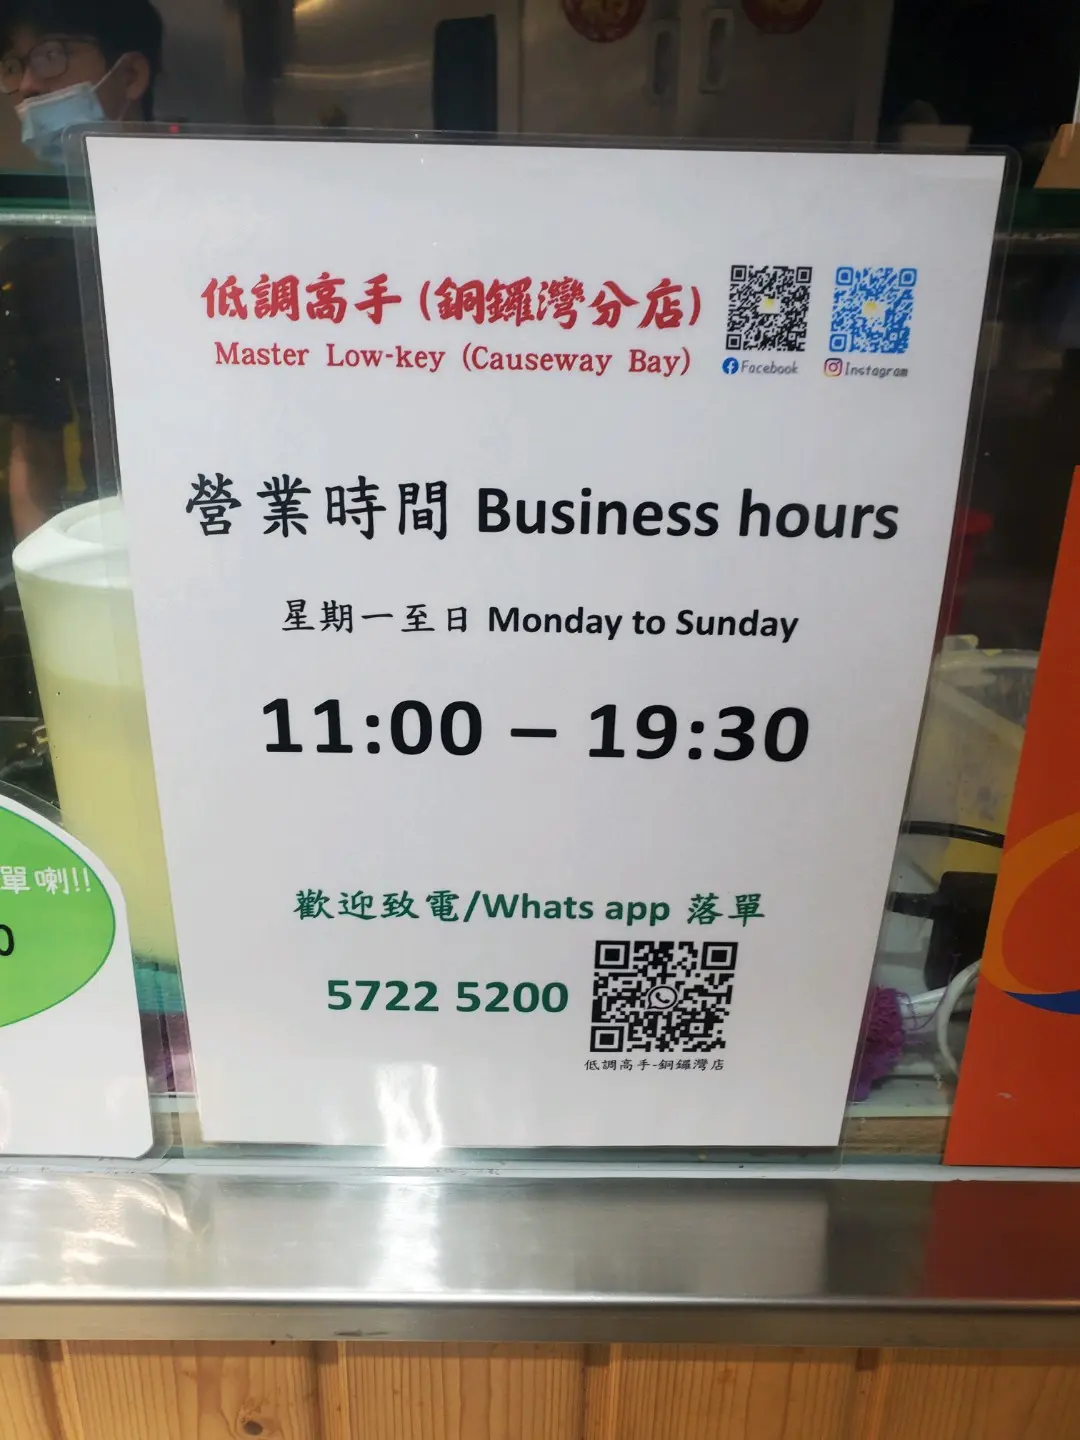 低調高手 (銅鑼灣分店)
Master Low-key (Causeway Bay)
Facebook
Instagram
營業時間 Business hours
星期一至日 Monday to Sunday
11:00 – 19:30
歡迎致電/Whats app 落單
5722 5200
低調高手-銅鑼灣店
單喇!!
0